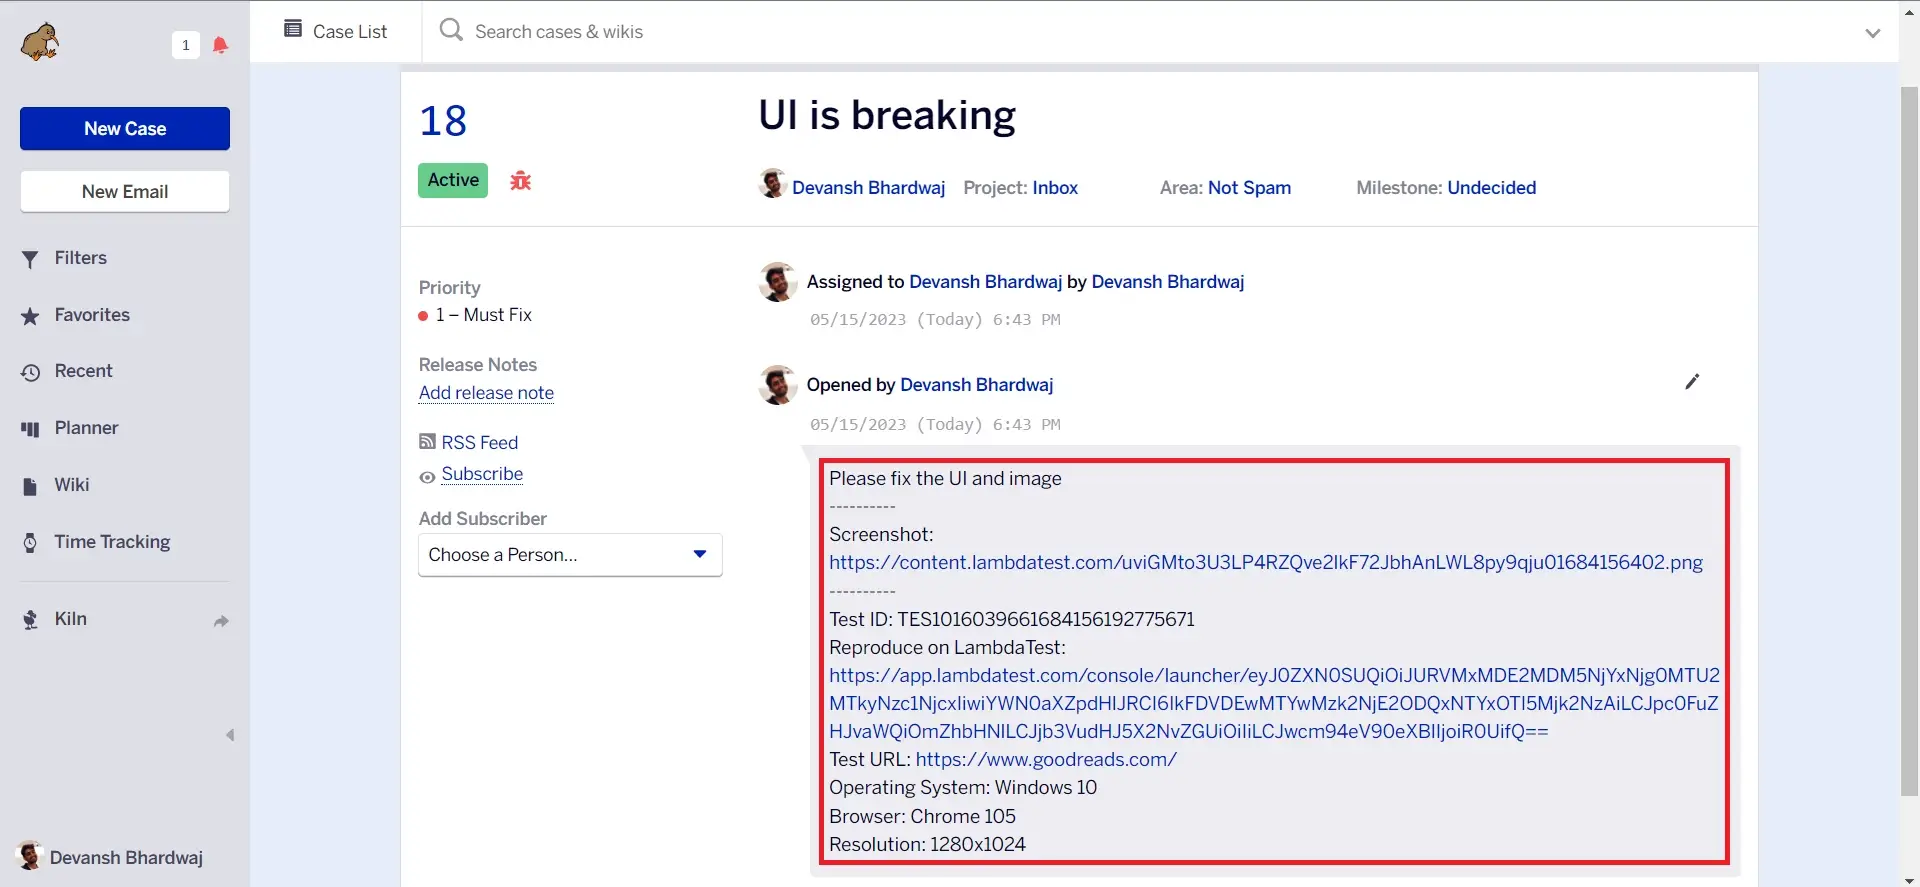 1
Case List
Search cases & wikis
New Case
New Email
Filters
Favorites
Recent
Planner
Wiki
Time Tracking
Kiln
Devansh Bhardwaj
18
UI is breaking
Active
Devansh Bhardwaj Project: Inbox Area: Not Spam Milestone: Undecided
Priority
1 – Must Fix
Release Notes
Add release note
RSS Feed
Subscribe
Add Subscriber
Choose a Person...
Assigned to Devansh Bhardwaj by Devansh Bhardwaj
05/15/2023 (Today) 6:43 PM
Opened by Devansh Bhardwaj
05/15/2023 (Today) 6:43 PM
Please fix the UI and image
----------
Screenshot:
https://content.lambdatest.com/uviGMto3U3LP4RZQve2IkF72JbhAnLWL8py9qju01684156402.png
----------
Test ID: TES1016039661684156192775671
Reproduce on LambdaTest:
https://app.lambdatest.com/console/launcher/eyJ0ZXN0SUQiOiJURVMxMDE2MDM5NjYxNjg0MTU2
MTkyNzc1NjcxIiwiYWN0aXZpdHlJRCI6IkFDVDEwMTYwMzk2NjE2ODQxNTYxOTI5Mjk2NzAiLCJpc0FuZ
HJvaWQiOmZhbHNlLCJjb3VudHJ5X2NvZGUiOiIiLCJwcm94eV90eXBlIjoiR0UifQ==
Test URL: https://www.goodreads.com/
Operating System: Windows 10
Browser: Chrome 105
Resolution: 1280x1024